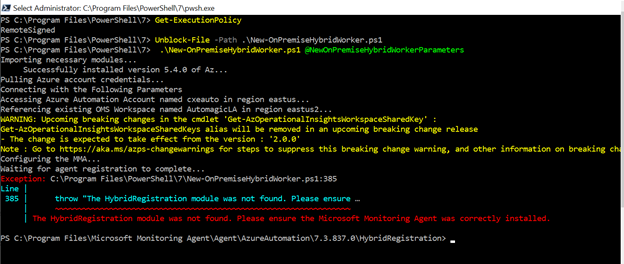 Select Administrator: C:\Program Files\PowerShell\7\pwsh.exe
PS C:\Program Files\PowerShell\7> Get-ExecutionPolicy
RemoteSigned
PS C:\Program Files\PowerShell\7> Unblock-File -Path .\New-OnPremiseHybridWorker.ps1
PS C:\Program Files\PowerShell\7> .\New-OnPremiseHybridWorker.ps1 @NewOnPremiseHybridWorkerParameters
Importing necessary modules...
Successfully installed version 5.4.0 of Az...
Pulling Azure account credentials...
Connecting with the Following Parameters
Accessing Azure Automation Account named cxeauto in region eastus...
Referencing existing OMS Workspace named AutomagicLA in region eastus2...
WARNING: Upcoming breaking changes in the cmdlet 'Get-AzOperationalInsightsWorkspaceSharedKey' :
Get-AzOperationalInsightsWorkspaceSharedKeys alias will be removed in an upcoming breaking change release
- The change is expected to take effect from the version : '2.0.0'
Note : Go to https://aka.ms/azps-changewarnings for steps to suppress this breaking change warning, and other information on breaking cha
Configuring the MMA...
Waiting for agent registration to complete...
Exception: C:\Program Files\PowerShell\7\New-OnPremiseHybridWorker.ps1:385
Line |
385 | throw "The HybridRegistration module was not found. Please ensure …
| ~~~~~~~~~~~~~~~~~~~~~~~~~~~~~~~~~~~~~~~~~~~~~~~~~~~~~~~~~~~~~~~~~
| The HybridRegistration module was not found. Please ensure the Microsoft Monitoring Agent was correctly installed.
PS C:\Program Files\Microsoft Monitoring Agent\Agent\AzureAutomation\7.3.837.0\HybridRegistration>